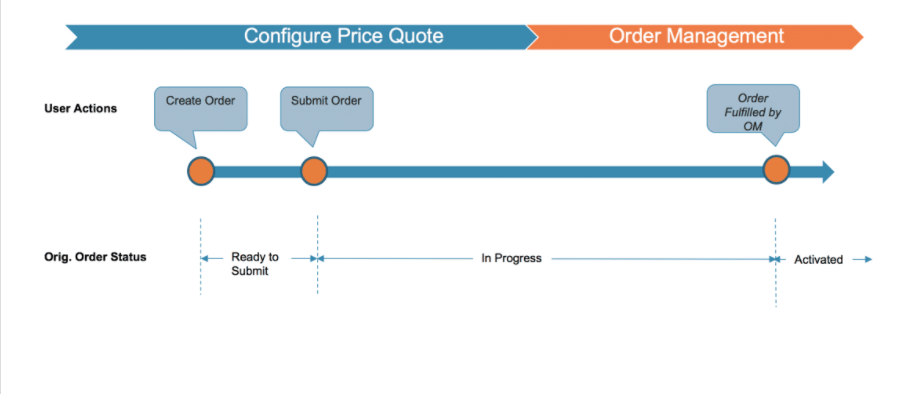 Configure Price Quote
Order Management
User Actions
Create Order
Submit Order
Order
Fulfilled by
OM
Orig. Order Status
Ready to
Submit
In Progress
Activated